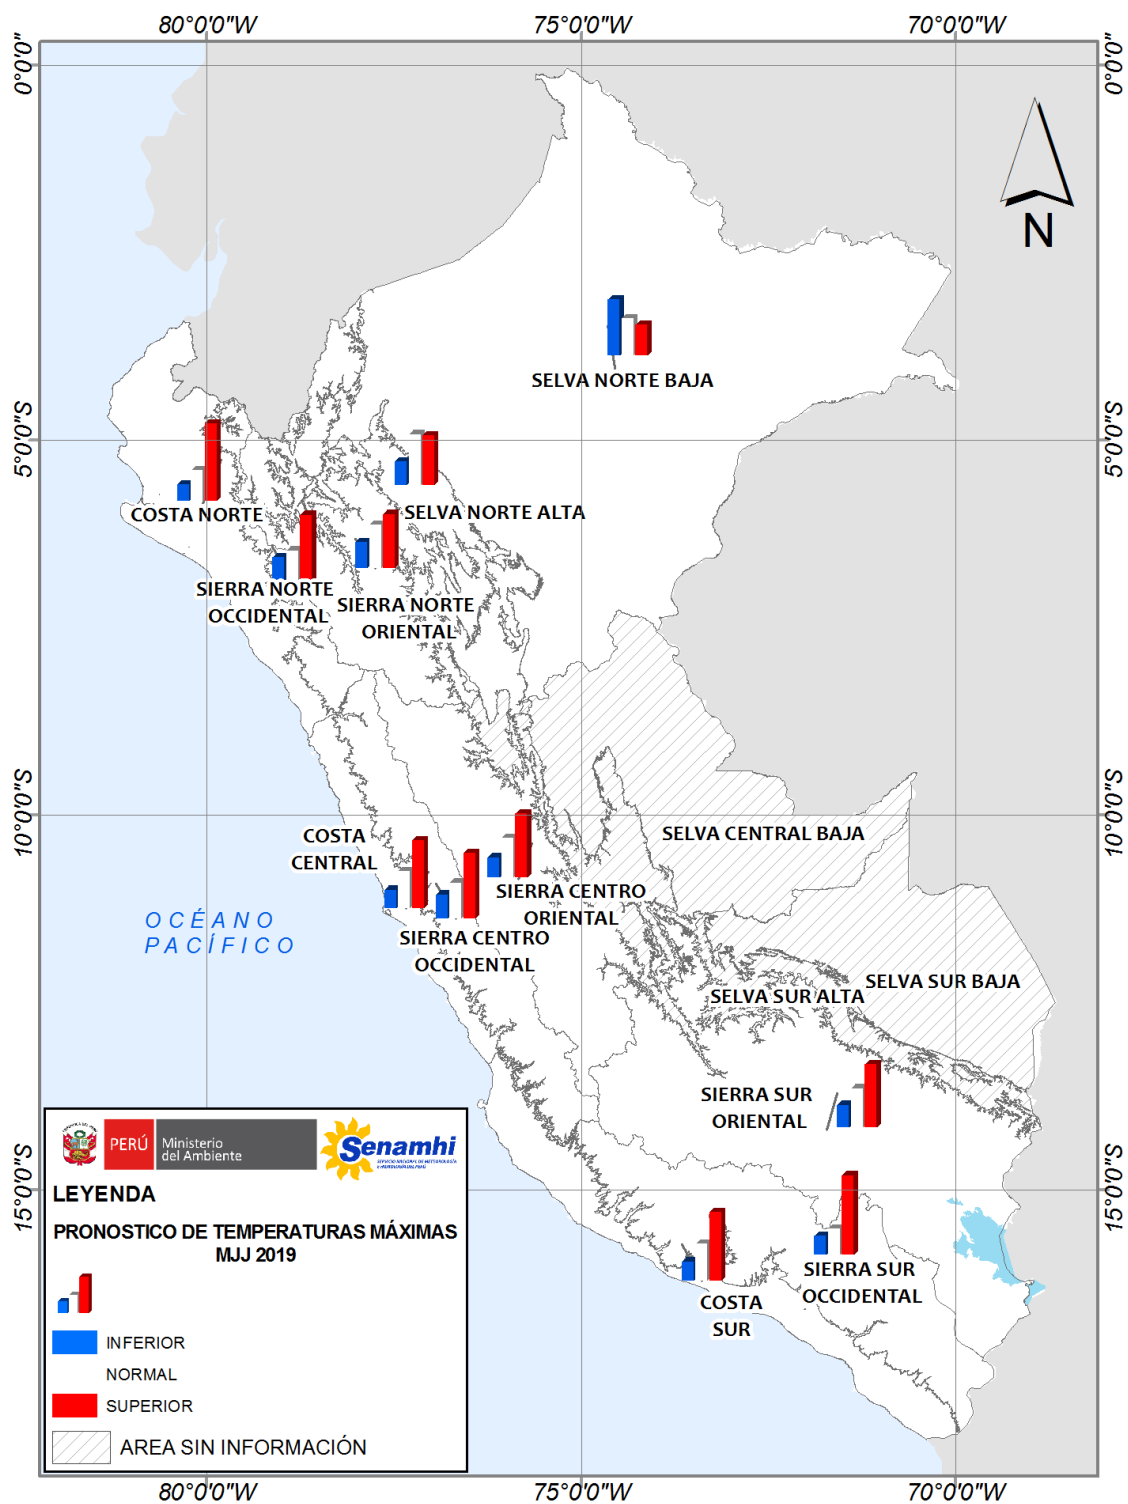 80°0'0"W
75°0'0"W
70°0'0"W
0°0'0"
0°0'0"
N
SELVA NORTE BAJA
5°0'0"S
5°0'0"S
COSTA NORTE
SELVA NORTE ALTA
SIERRA NORTE
OCCIDENTAL
SIERRA NORTE
ORIENTAL
10°0'0"S
10°0'0"S
COSTA
CENTRAL
SELVA CENTRAL BAJA
SIERRA CENTRO
ORIENTAL
OCÉANO
PACÍFICO
SIERRA CENTRO
OCCIDENTAL
SELVA SUR ALTA
SELVA SUR BAJA
SIERRA SUR
ORIENTAL
15°0'0"S
15°0'0"S
SIERRA SUR
OCCIDENTAL
COSTA
SUR
PERÚ
Ministerio
del Ambiente
Senamhi
LEYENDA
PRONOSTICO DE TEMPERATURAS MÁXIMAS
MJJ 2019
INFERIOR
NORMAL
SUPERIOR
AREA SIN INFORMACIÓN
80°0'0"W
75°0'0"W
70°0'0"W